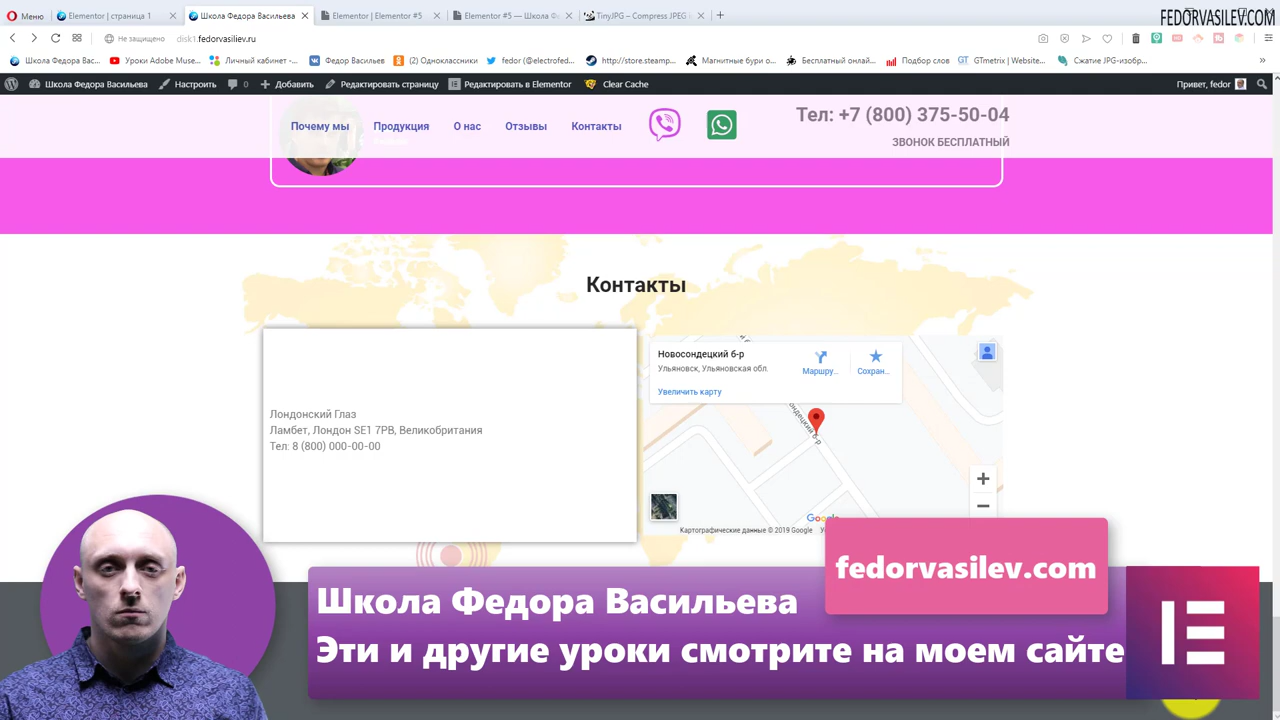 Меню
Elementor | страница 1
Школа Федора Васильева
Elementor | Elementor #5
Elementor #5 — Школа Ф
TinyJPG – Compress JPEG
FEDORVASILEV.COM
Не защищено
disk1.fedorvasiliev.ru
Школа Федора Вас...
Уроки Adobe Muse...
Личный кабинет -...
Федор Васильев
(2) Одноклассники
fedor (@electrofed...
http://store.steamp...
Магнитные бури о...
Бесплатный онлай...
Подбор слов
GTmetrix | Website...
Сжатие JPG-изобр...
Школа Федора Васильева
Настроить
0
Добавить
Редактировать страницу
Редактировать в Elementor
Clear Cache
Привет, fedor
Почему мы
Продукция
О нас
Отзывы
Контакты
Тел: +7 (800) 375-50-04
ЗВОНОК БЕСПЛАТНЫЙ
Контакты
Лондонский Глаз
Ламбет, Лондон SE1 7PB, Великобритания
Тел: 8 (800) 000-00-00
Новосондецкий б-р
Ульяновск, Ульяновская обл.
Маршру...
Сохран...
Увеличить карту
Google
Картографические данные © 2019 Google
fedorvasilev.com
Школа Федора Васильева
Эти и другие уроки смотрите на моем сайте